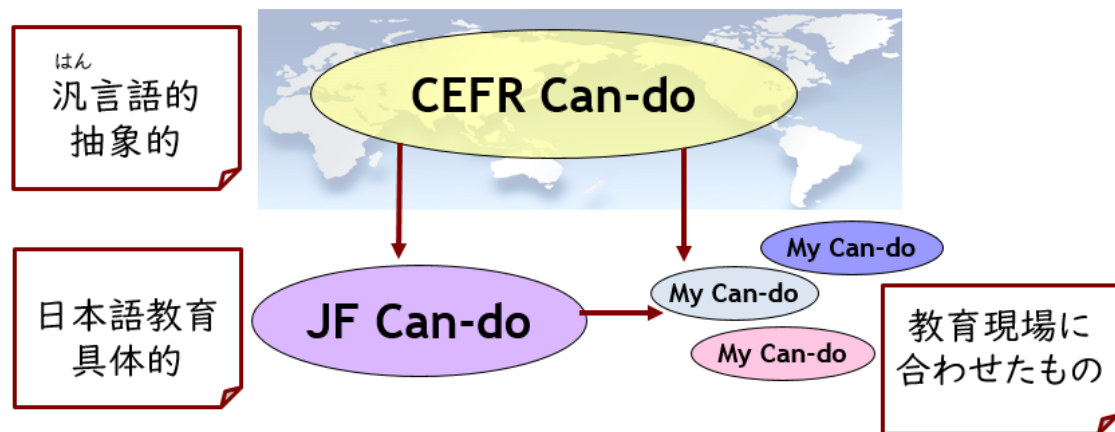 はん
汎言語的
抽象的
CEFR Can-do
日本語教育
具体的
JF Can-do
My Can-do
My Can-do
My Can-do
教育現場に
合わせたもの